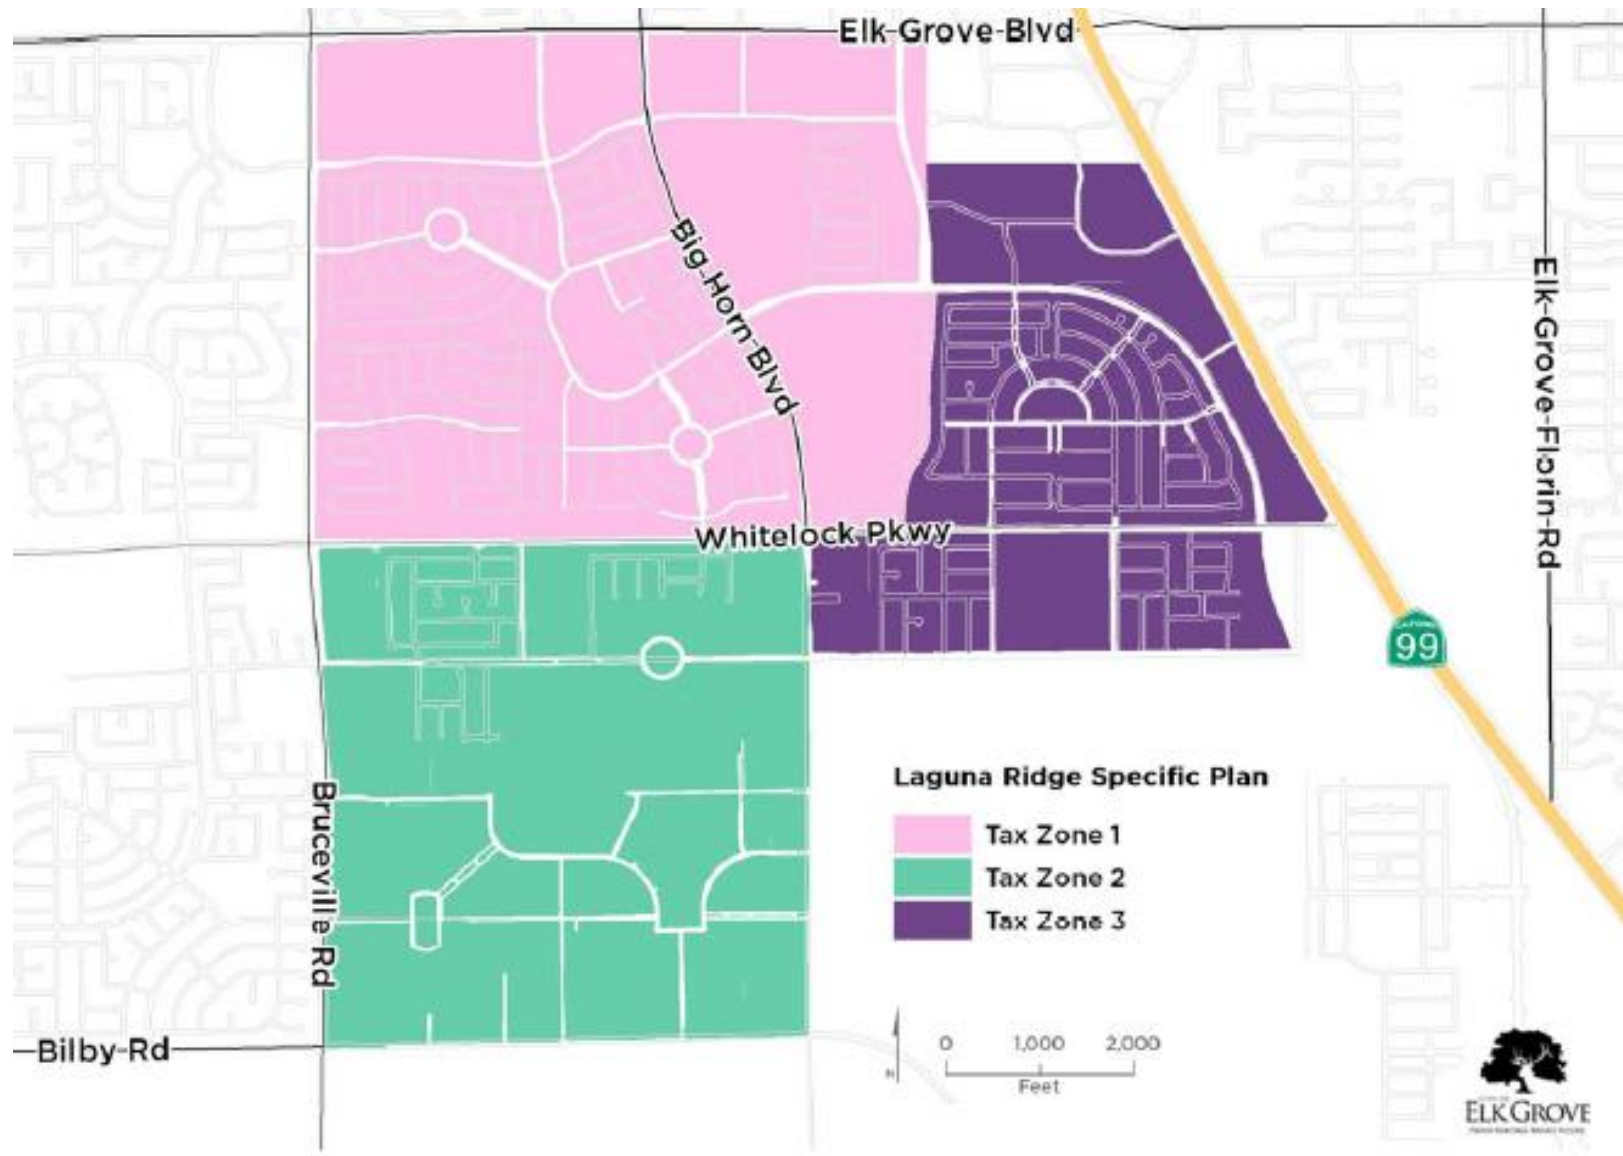 Elk Grove Blvd
Big Horn Blvd
Elk-Grove-Florin-Rd
Whitelock Pkwy
99
Bruceville Rd
Laguna Ridge Specific Plan
Tax Zone 1
Tax Zone 2
Tax Zone 3
Bilby Rd
0 1,000 2,000
Feet
N
ELK GROVE